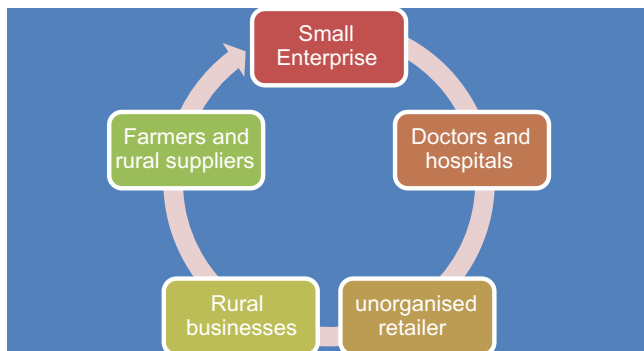 Small
Enterprise
Doctors and
hospitals
unorganised
retailer
Rural
businesses
Farmers and
rural suppliers